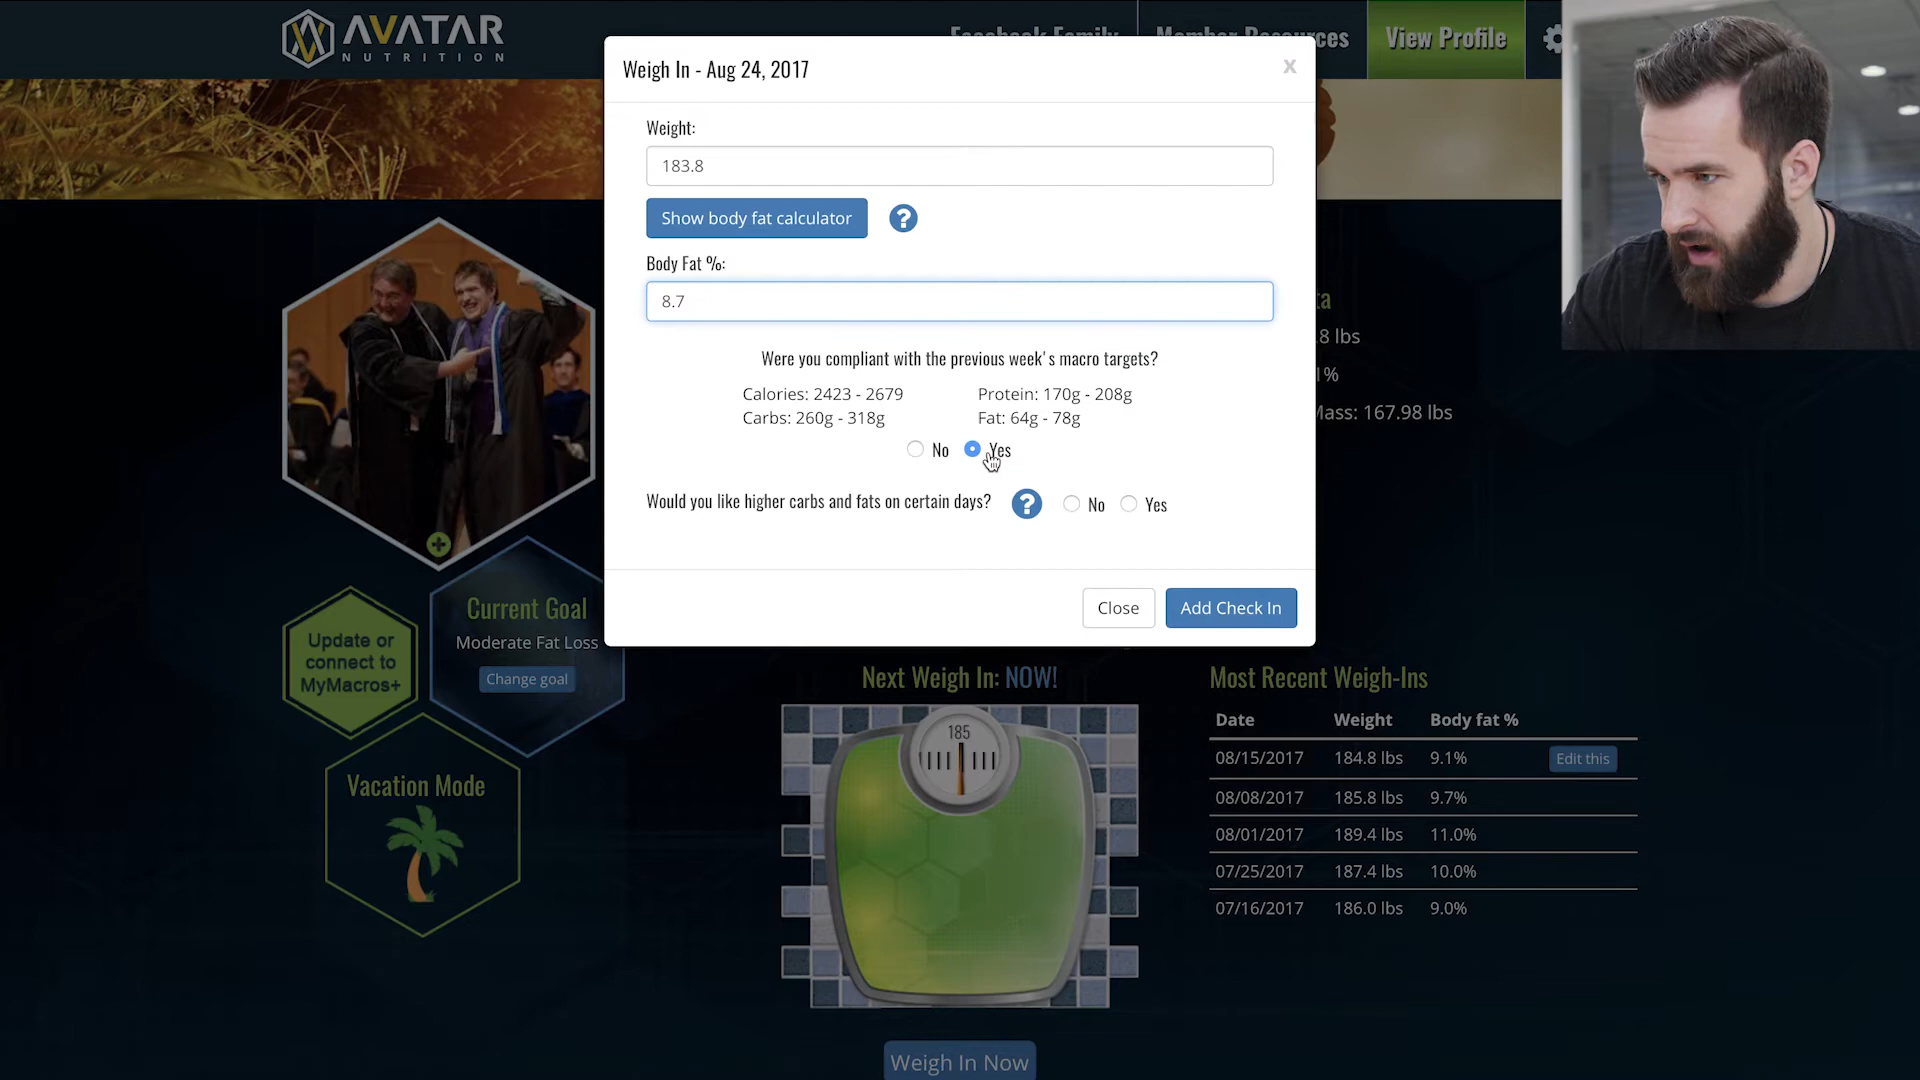 AVATAR
NUTRITION
Facebook Family
Member Resources
View Profile
Weigh In - Aug 24, 2017
X
Weight:
183.8
Show body fat calculator
?
Body Fat %:
8.7
Were you compliant with the previous week's macro targets?
Calories: 2423 - 2679
Protein: 170g - 208g
Carbs: 260g - 318g
Fat: 64g - 78g
No
Yes
Would you like higher carbs and fats on certain days?
?
No
Yes
Close
Add Check In
.8 lbs
1%
Mass: 167.98 lbs
Current Goal
Moderate Fat Loss
Change goal
Update or
connect to
MyMacros+
Vacation Mode
Next Weigh In: NOW!
185
Weigh In Now
Most Recent Weigh-Ins
Date Weight Body fat %
08/15/2017 184.8 lbs 9.1% Edit this
08/08/2017 185.8 lbs 9.7%
08/01/2017 189.4 lbs 11.0%
07/25/2017 187.4 lbs 10.0%
07/16/2017 186.0 lbs 9.0%